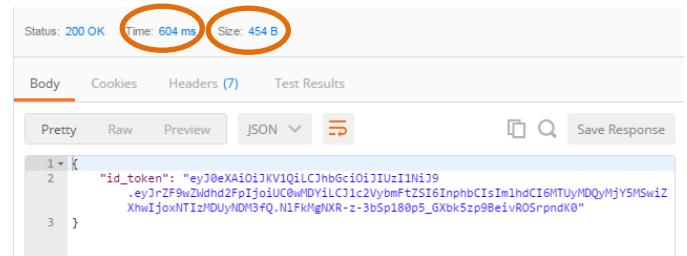 Status: 200 OK Time: 604 ms Size: 454 B
Body Cookies Headers (7) Test Results
Pretty Raw Preview JSON Save Response
1 {
2 "id_token": "eyJ0eXAiOiJKV1QiLCJhbGciOiJIUzI1NiJ9
.eyJrZF9wZWdhd2FpIjoiUC0wMDYiLCJ1c2VybmFtZSI6InphbCIsImlhdCI6MTUyMDQyMjY5MSwiZ
XhwIjoxNTIzMDUyNDM3fQ.NlFkMgNXR-z-3bSp180p5_GXbk5zp9BeivROSrpndK0"
3 }